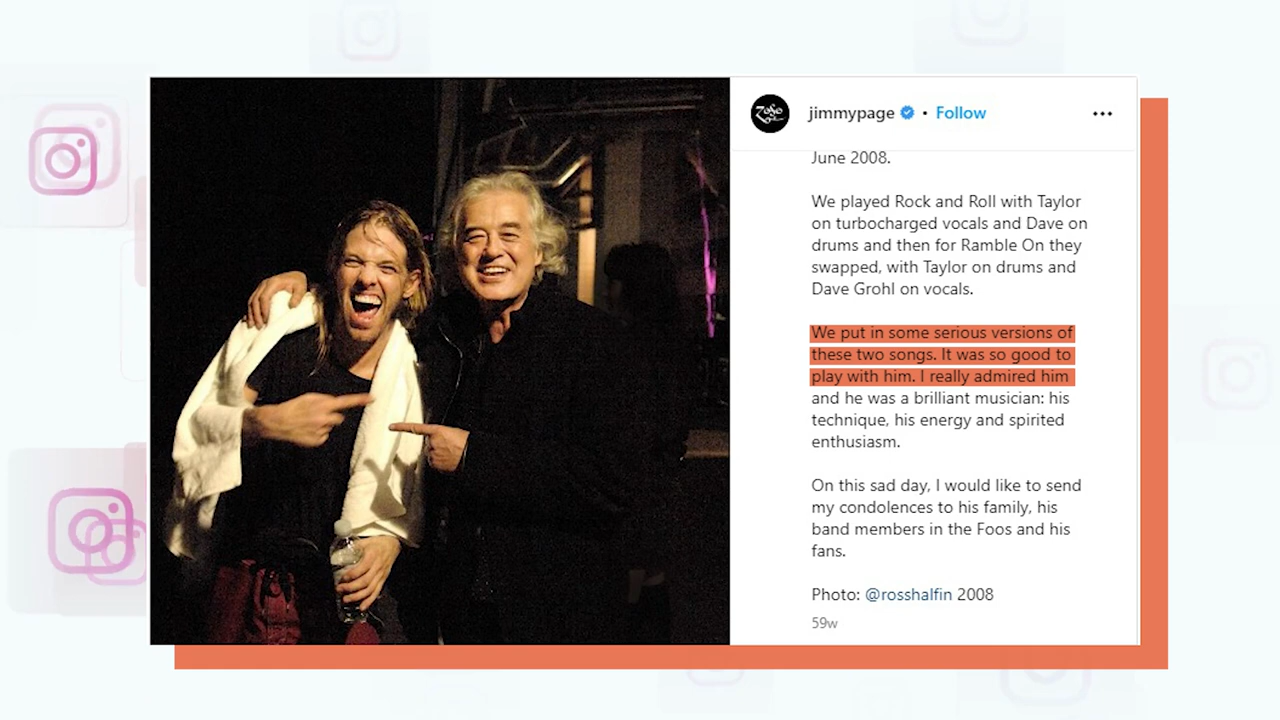 ZoSo
jimmypage • Follow
June 2008.
We played Rock and Roll with Taylor
on turbocharged vocals and Dave on
drums and then for Ramble On they
swapped, with Taylor on drums and
Dave Grohl on vocals.
We put in some serious versions of
these two songs. It was so good to
play with him. I really admired him
and he was a brilliant musician: his
technique, his energy and spirited
enthusiasm.
On this sad day, I would like to send
my condolences to his family, his
band members in the Foos and his
fans.
Photo: @rosshalfin 2008
59w